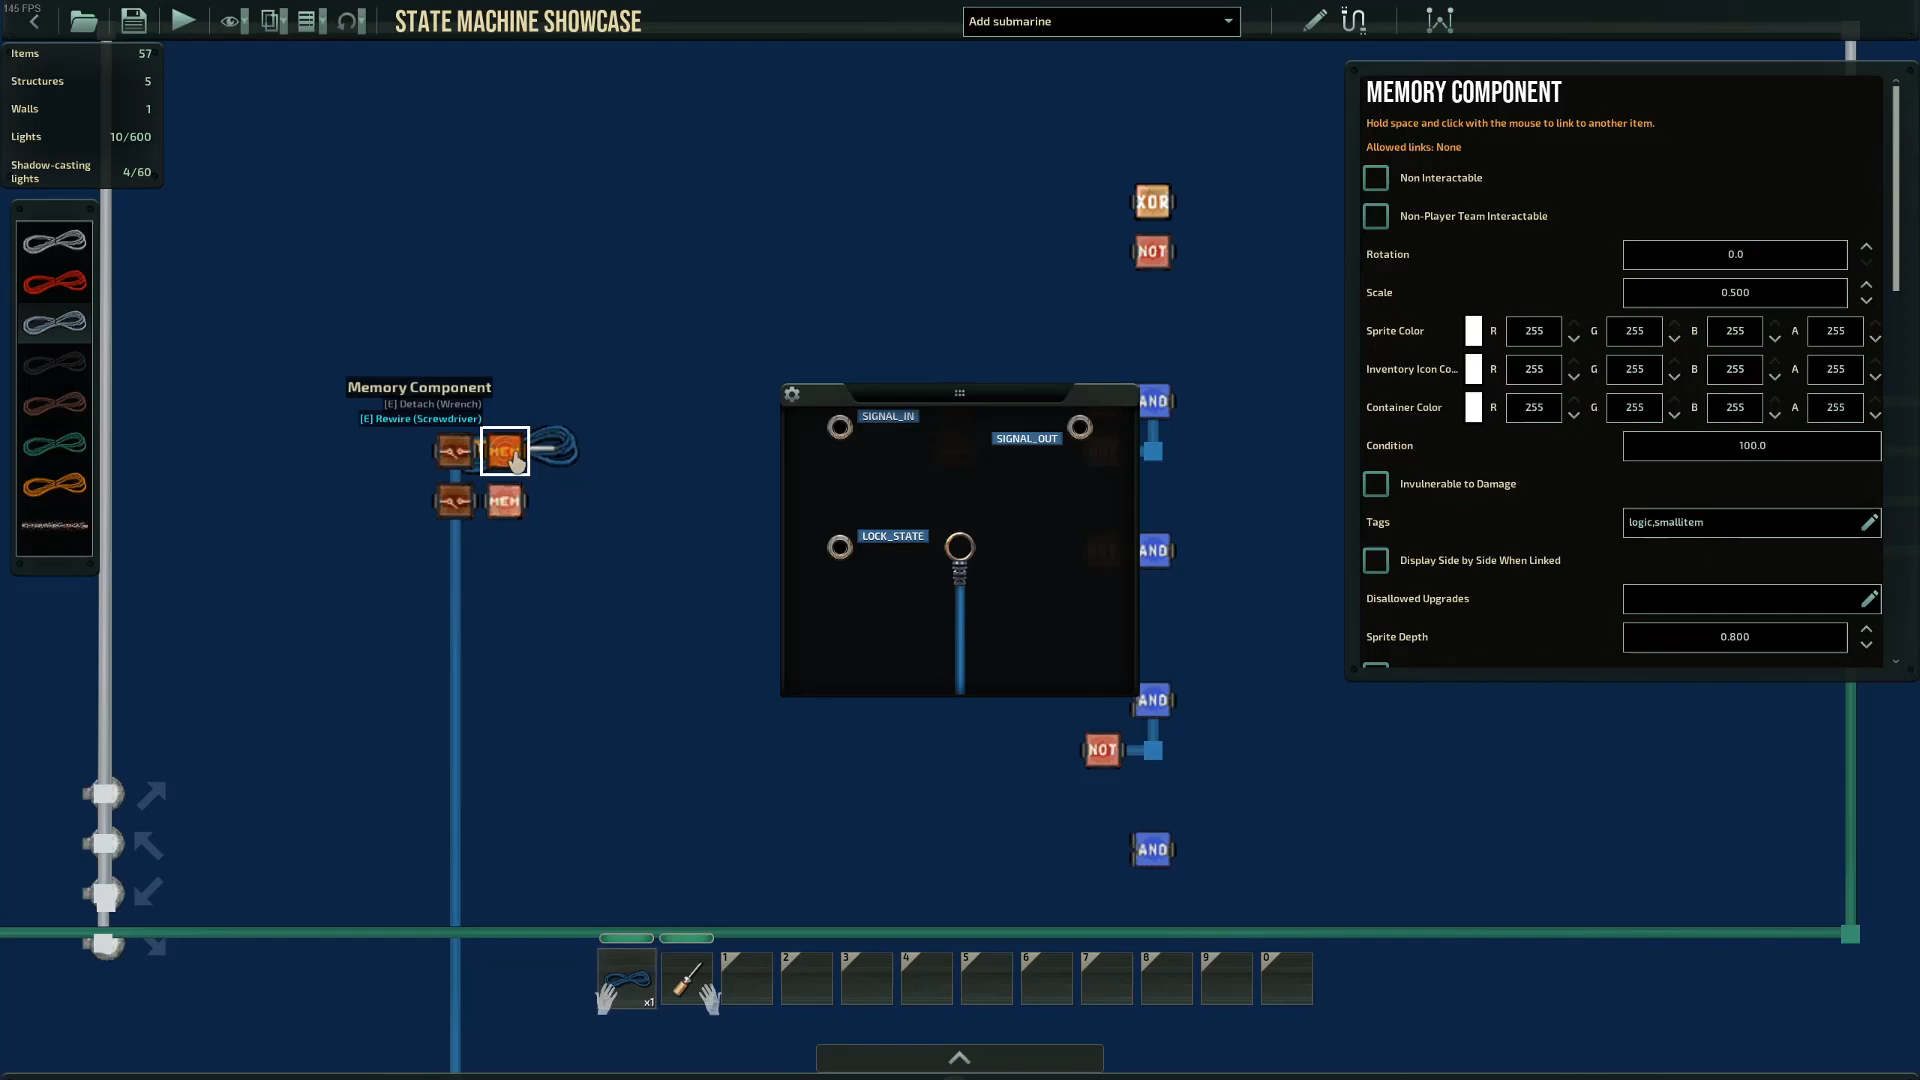 145 FPS
STATE MACHINE SHOWCASE
Add submarine
Items 57
Structures 5
Walls 1
Lights 10/600
Shadow-casting
lights 4/60
Memory Component
[E] Detach (Wrench)
[E] Rewire (Screwdriver)
MEM
MEM
XOR
NOT
AND
AND
AND
NOT
AND
SIGNAL_IN
SIGNAL_OUT
LOCK_STATE
MEMORY COMPONENT
Hold space and click with the mouse to link to another item.
Allowed links: None
Non Interactable
Non-Player Team Interactable
Rotation 0.0
Scale 0.500
Sprite Color R 255 G 255 B 255 A 255
Inventory Icon Co... R 255 G 255 B 255 A 255
Container Color R 255 G 255 B 255 A 255
Condition 100.0
Invulnerable to Damage
Tags logic,smallitem
Display Side by Side When Linked
Disallowed Upgrades
Sprite Depth 0.800
x1
1 2 3 4 5 6 7 8 9 0